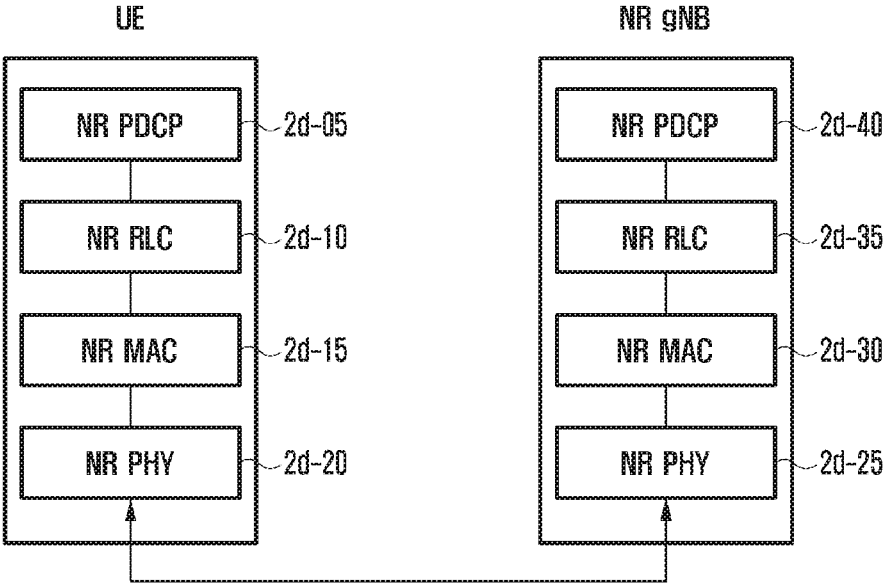 UE
NR gNB
NR PDCP
2d-05
NR PDCP
2d-40
NR RLC
2d-10
NR RLC
2d-35
NR MAC
2d-15
NR MAC
2d-30
NR PHY
2d-20
NR PHY
2d-25